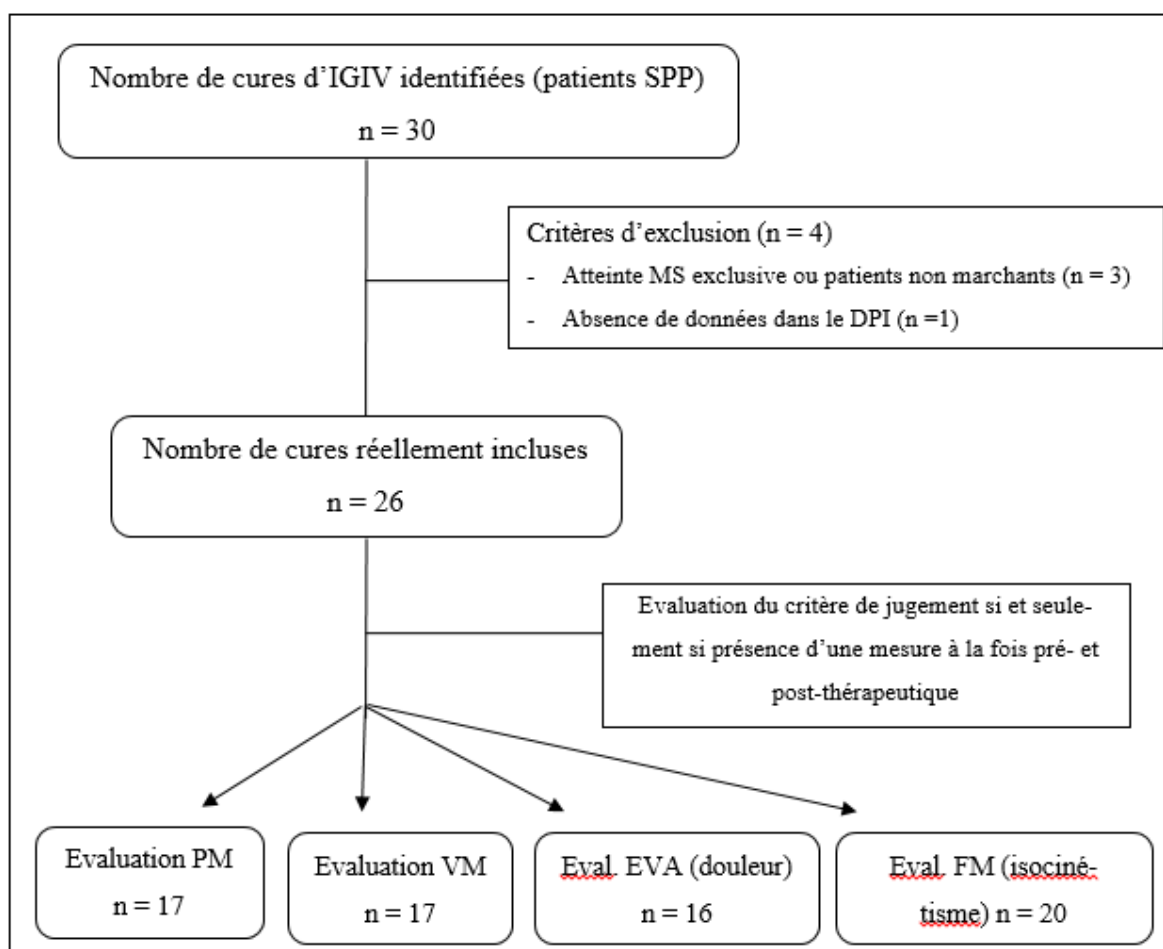 Nombre de cures d’IGIV identifiées (patients SPP)
n = 30
Critères d’exclusion (n = 4)
- Atteinte MS exclusive ou patients non marchants (n = 3)
- Absence de données dans le DPI (n =1)
Nombre de cures réellement incluses
n = 26
Evaluation du critère de jugement si et seule-
ment si présence d’une mesure à la fois pré- et
post-thérapeutique
Evaluation PM
n = 17
Evaluation VM
n = 17
Eval. EVA (douleur)
n = 16
Eval. FM (isociné-
tisme) n = 20